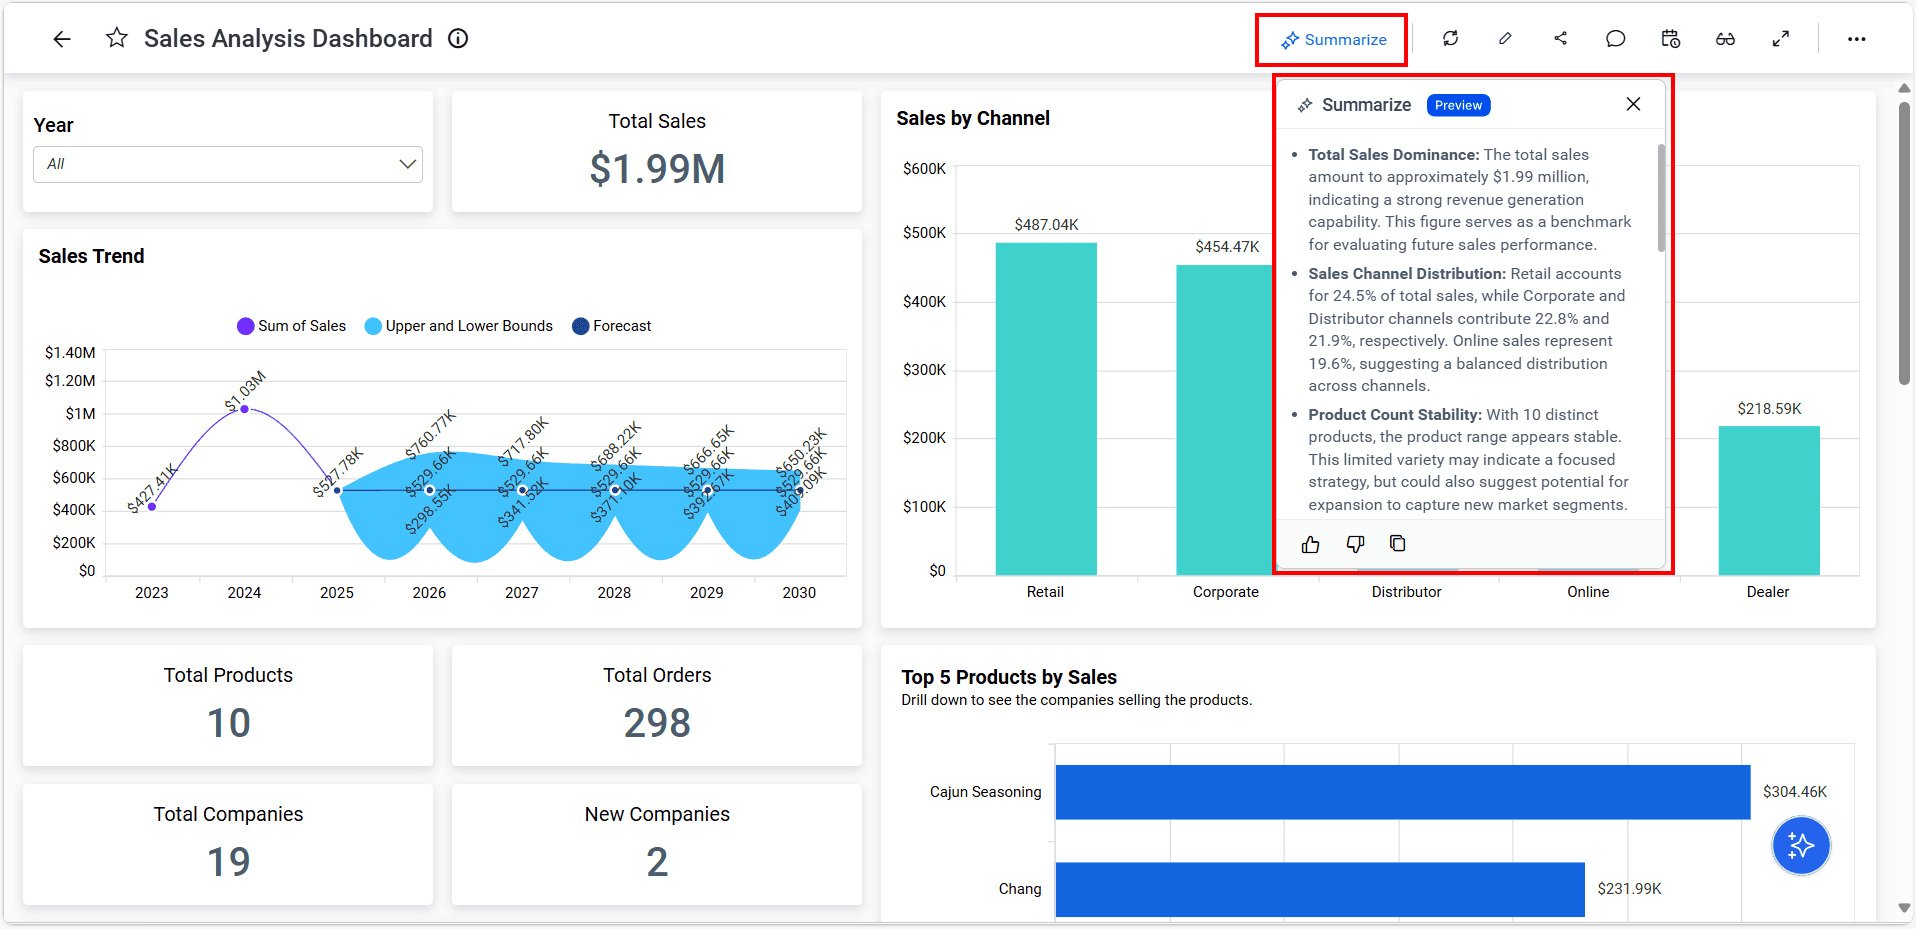 Sales Analysis Dashboard
Summarize
Year
All
Total Sales
$1.99M
Sales by Channel
$600K
$500K
$400K
$300K
$200K
$100K
$0
$487.04K
$454.47K
$218.59K
Retail
Corporate
Distributor
Online
Dealer
Summarize
Preview
• Total Sales Dominance: The total sales
amount to approximately $1.99 million,
indicating a strong revenue generation
capability. This figure serves as a benchmark
for evaluating future sales performance.
• Sales Channel Distribution: Retail accounts
for 24.5% of total sales, while Corporate and
Distributor channels contribute 22.8% and
21.9%, respectively. Online sales represent
19.6%, suggesting a balanced distribution
across channels.
• Product Count Stability: With 10 distinct
products, the product range appears stable.
This limited variety may indicate a focused
strategy, but could also suggest potential for
expansion to capture new market segments.
Sales Trend
Sum of Sales
Upper and Lower Bounds
Forecast
$1.40M
$1.20M
$1M
$800K
$600K
$400K
$200K
$0
$427.41K
$1.03M
$527.78K
$760.77K
$529.66K
$298.55K
$717.80K
$529.66K
$341.52K
$688.22K
$529.66K
$371.10K
$666.65K
$529.66K
$392.67K
$650.23K
$529.66K
$409.09K
2023
2024
2025
2026
2027
2028
2029
2030
Total Products
10
Total Orders
298
Total Companies
19
New Companies
2
Top 5 Products by Sales
Drill down to see the companies selling the products.
Cajun Seasoning
$304.46K
Chang
$231.99K